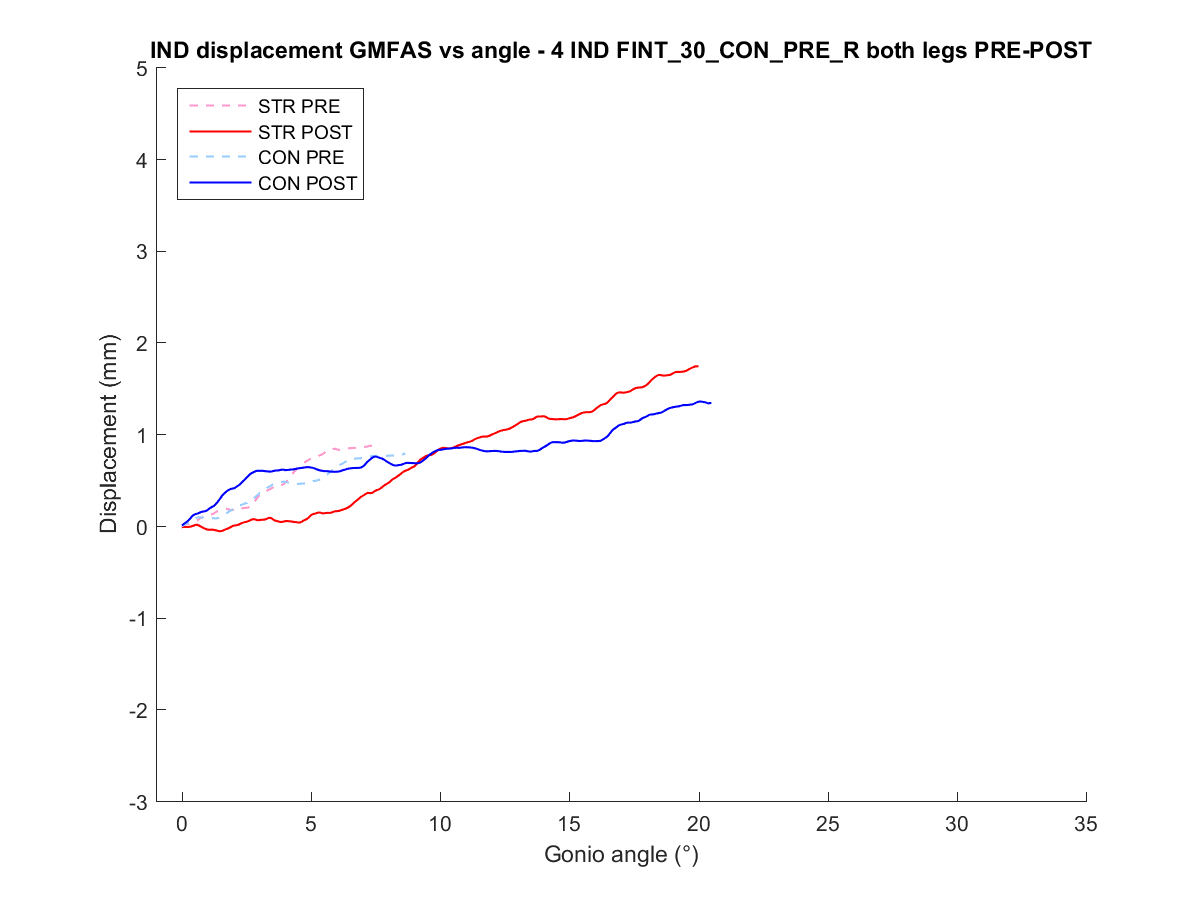 IND displacement GMFAS vs angle - 4 IND FINT_30_CON_PRE_R both legs PRE-POST
5
4
3
2
1
0
-1
-2
-3
STR PRE
STR POST
CON PRE
CON POST
Displacement (mm)
0 5 10 15 20 25 30 35
Gonio angle (°)